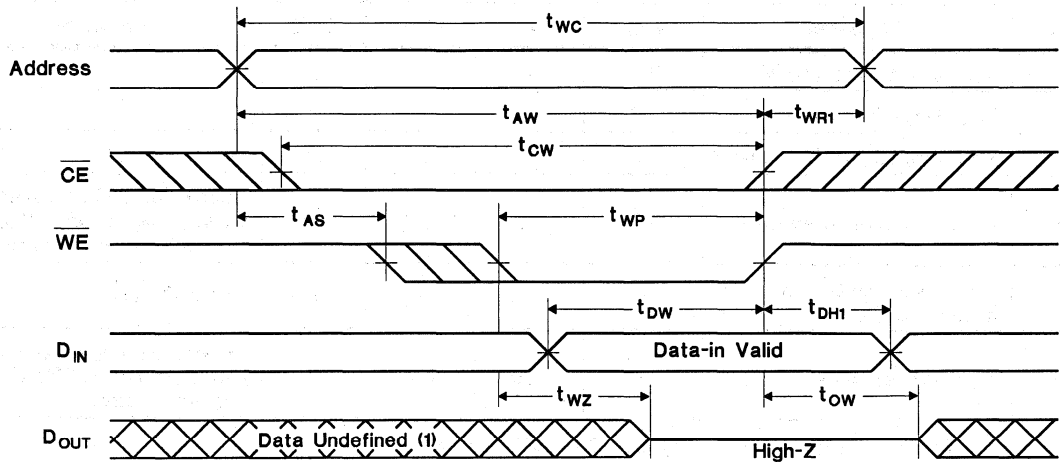 tWC
Address
tAW
tWR1
tCW
CE
tAS
tWP
WE
tDW
tDH1
DIN
Data-in Valid
tWZ
tOW
DOUT
Data Undefined (1)
High-Z